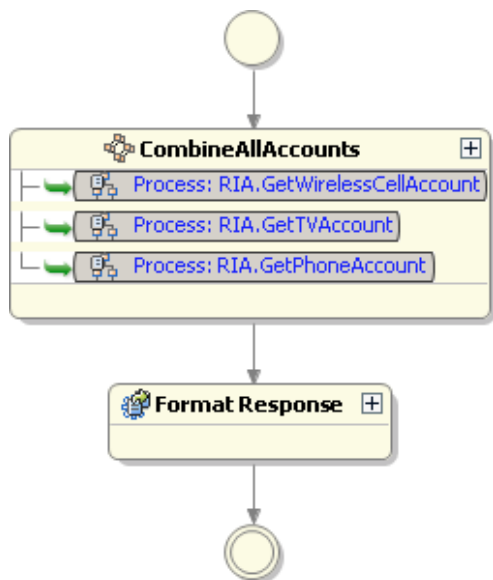 CombineAllAccounts
Process: RIA.GetWirelessCellAccount
Process: RIA.GetTVAccount
Process: RIA.GetPhoneAccount
Format Response